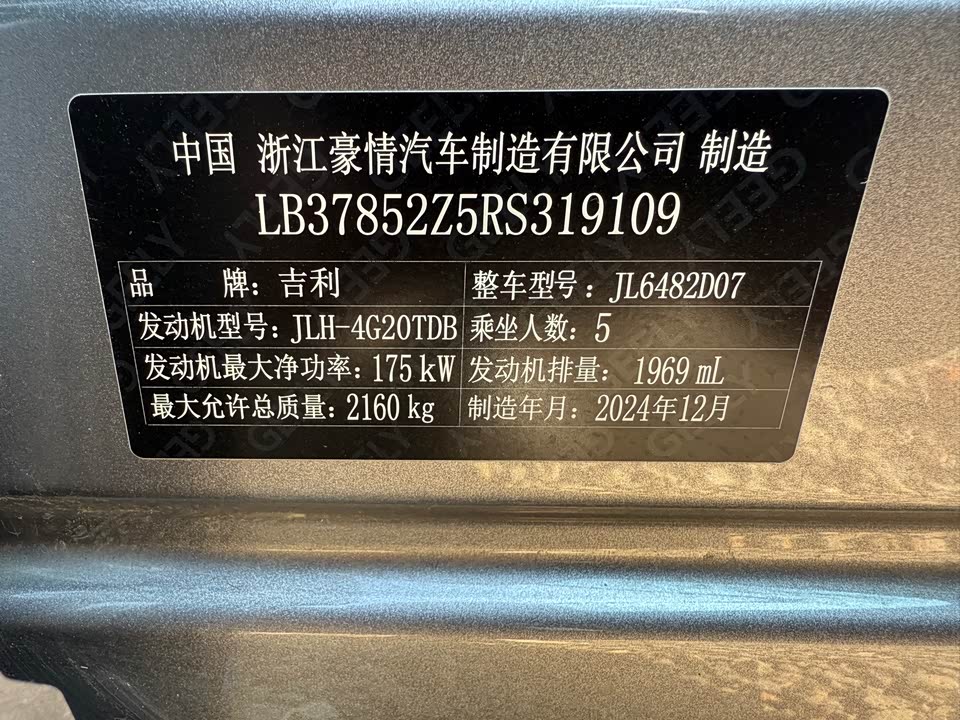 中国 浙江豪情汽车制造有限公司 制造
LB37852Z5RS319109
品 牌：吉利 整车型号：JL6482D07
发动机型号：JLH-4G20TDB 乘坐人数：5
发动机最大净功率：175 kW 发动机排量：1969 mL
最大允许总质量：2160 kg 制造年月：2024年12月
GEELY